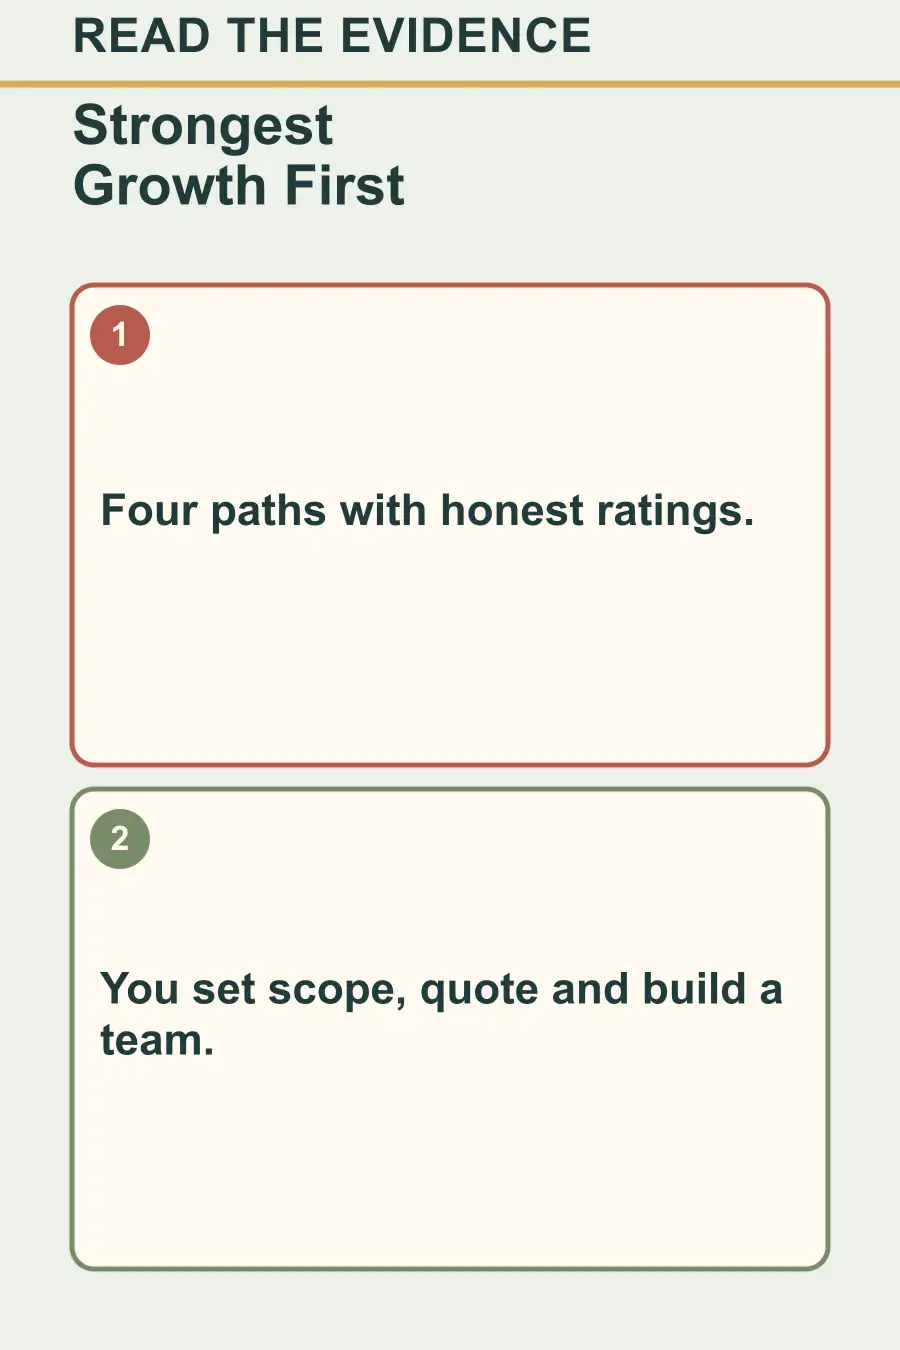 READ THE EVIDENCE
Strongest
Growth First
1
Four paths with honest ratings.
2
You set scope, quote and build a
team.